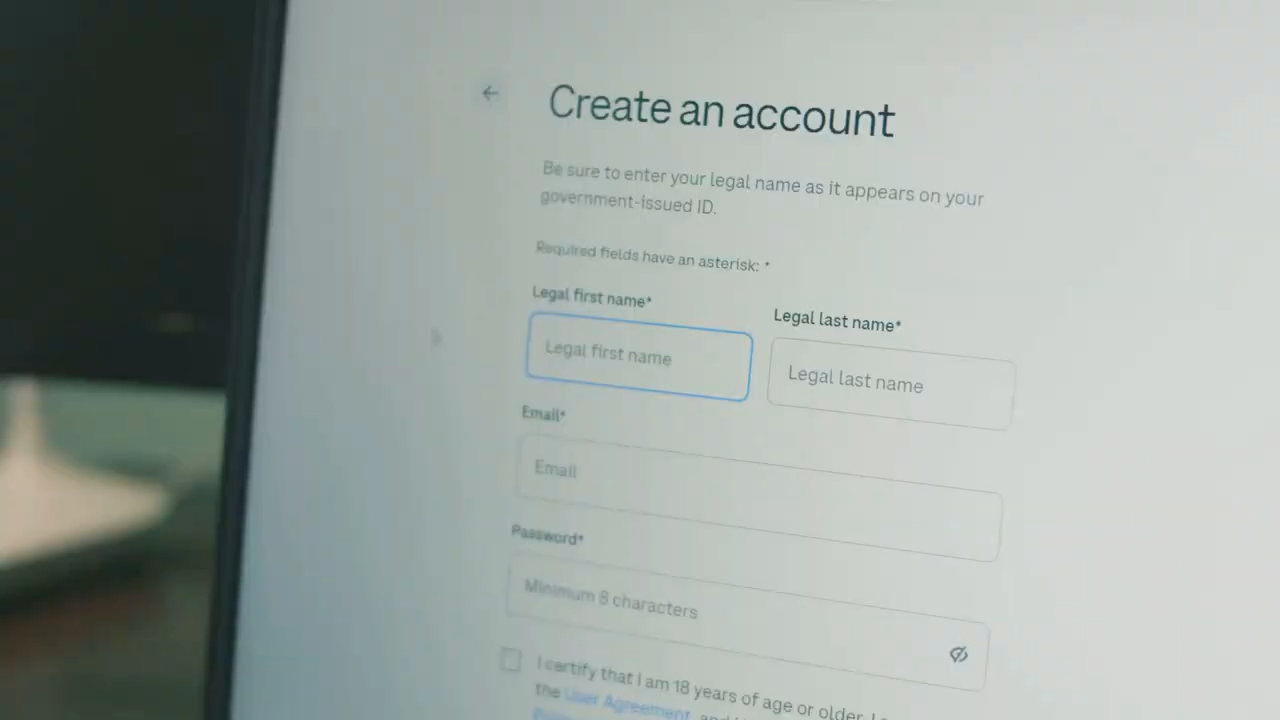 Create an account
Be sure to enter your legal name as it appears on your
government-issued ID.
Required fields have an asterisk: *
Legal first name*
Legal last name*
Legal first name
Legal last name
Email*
Email
Password*
Minimum 8 characters
I certify that I am 18 years of age or older, I
the User Agreement, and